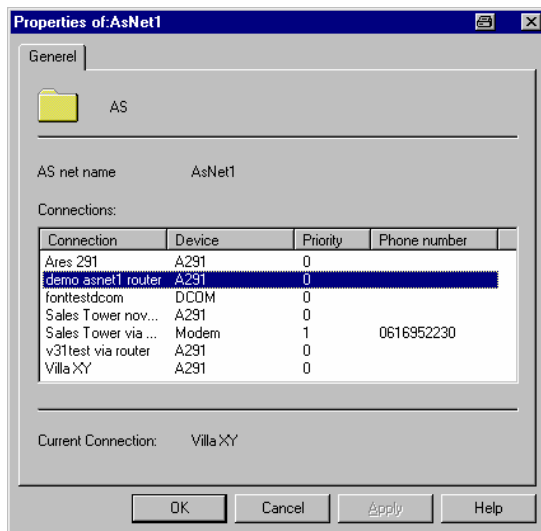 Properties of:AsNet1
Generel
AS
AS net name AsNet1
Connections:
Connection Device Priority Phone number
Ares 291 A291 0
demo asnet1 router A291 0
fonttestdcom DCOM 0
Sales Tower nov... A291 0
Sales Tower via ... Modem 1 0616952230
v31test via router A291 0
Villa XY A291 0
Current Connection: Villa XY
OK Cancel Apply Help